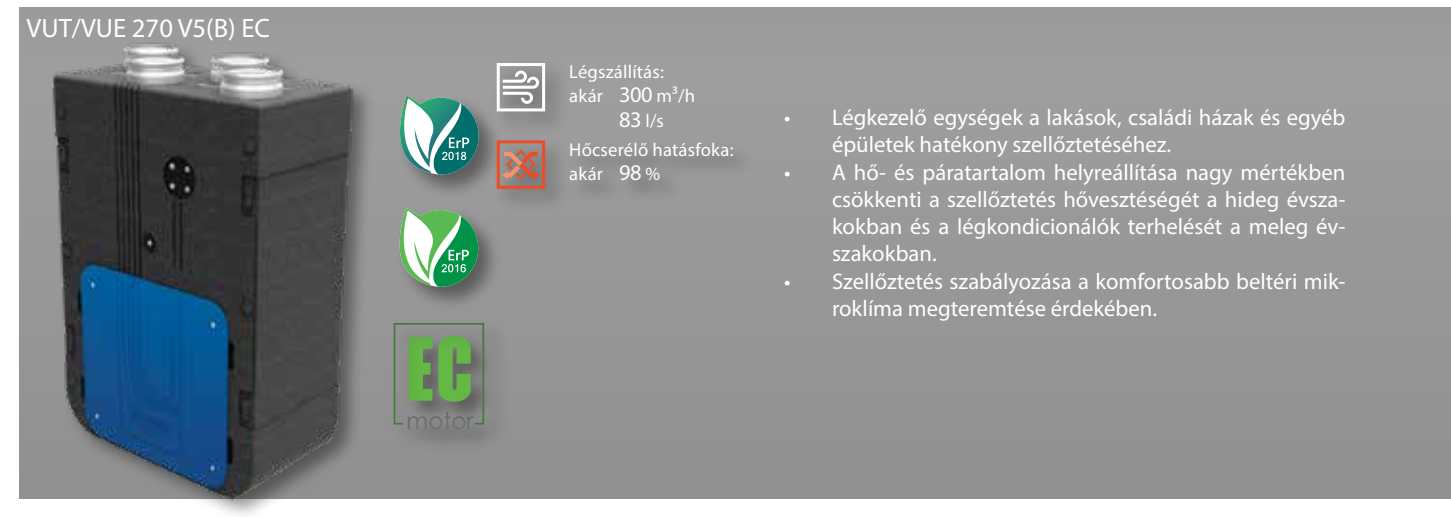 VUT/VUE 270 V5(B) EC
Légszállítás:
akár 300 m³/h
83 l/s
Hőcserélő hatásfoka:
akár 98 %
ErP
2018
ErP
2016
EC
motor
• Légkezelő egységek a lakások, családi házak és egyéb
épületek hatékony szellőztetéséhez.
• A hő- és páratartalom helyreállítása nagy mértékben
csökkenti a szellőztetés hővesztéségét a hideg évsza-
kokban és a légkondicionálók terhelését a meleg év-
szakokban.
• Szellőztetés szabályozása a komfortosabb beltéri mik-
roklíma megteremtése érdekében.